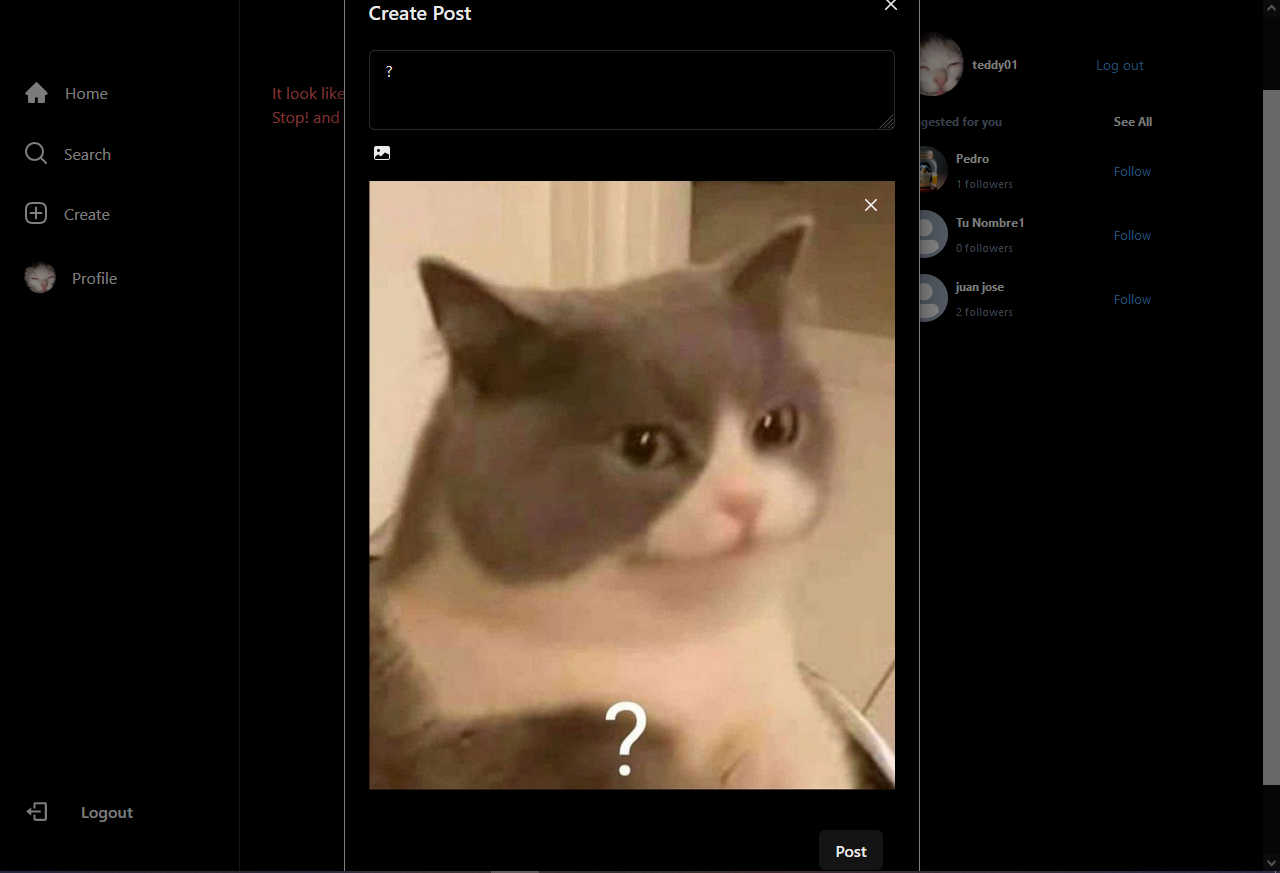 Create Post
?
Home
Search
Create
Profile
Logout
It look like
Stop! and
?
Post
teddy01
Log out
gested for you
See All
Pedro
1 followers
Follow
Tu Nombre1
0 followers
Follow
juan jose
2 followers
Follow